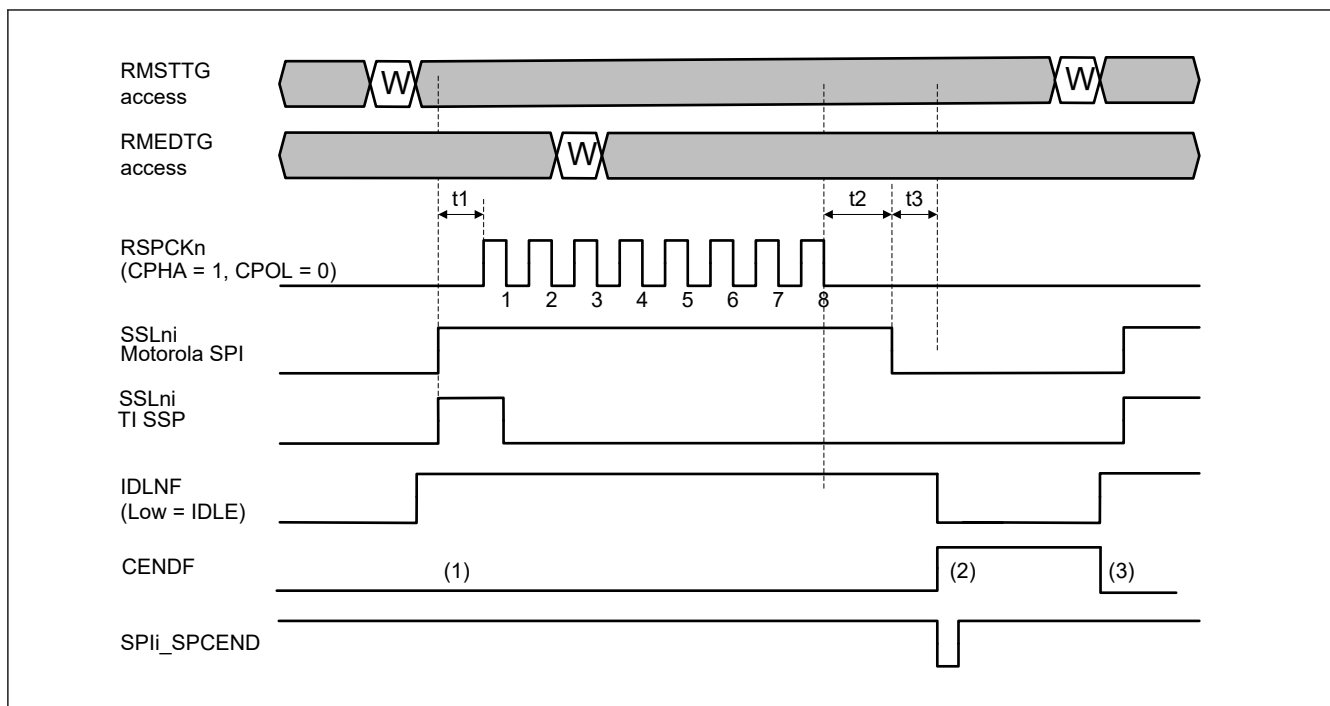 RMSTTG
access
W
W
RMEDTG
access
W
t1
t2
t3
RSPCKn
(CPHA = 1, CPOL = 0)
1 2 3 4 5 6 7 8
SSLni
Motorola SPI
SSLni
TI SSP
IDLNF
(Low = IDLE)
CENDF
(1)
(2)
(3)
SPIi_SPCEND